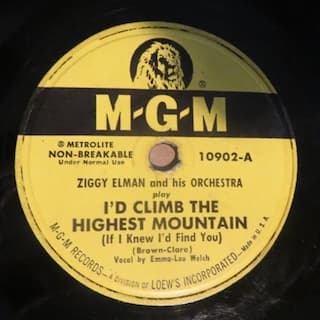 M-G-M
® METROLITE
NON-BREAKABLE
Under Normal Use
10902-A
ZIGGY ELMAN and his ORCHESTRA
play
I'D CLIMB THE
HIGHEST MOUNTAIN
(If I Knew I'd Find You)
(Brown-Clare)
Vocal by Emma-Lou Welch
M-G-M RECORDS—A DIVISION OF LOEW'S INCORPORATED—Made in U.S.A.